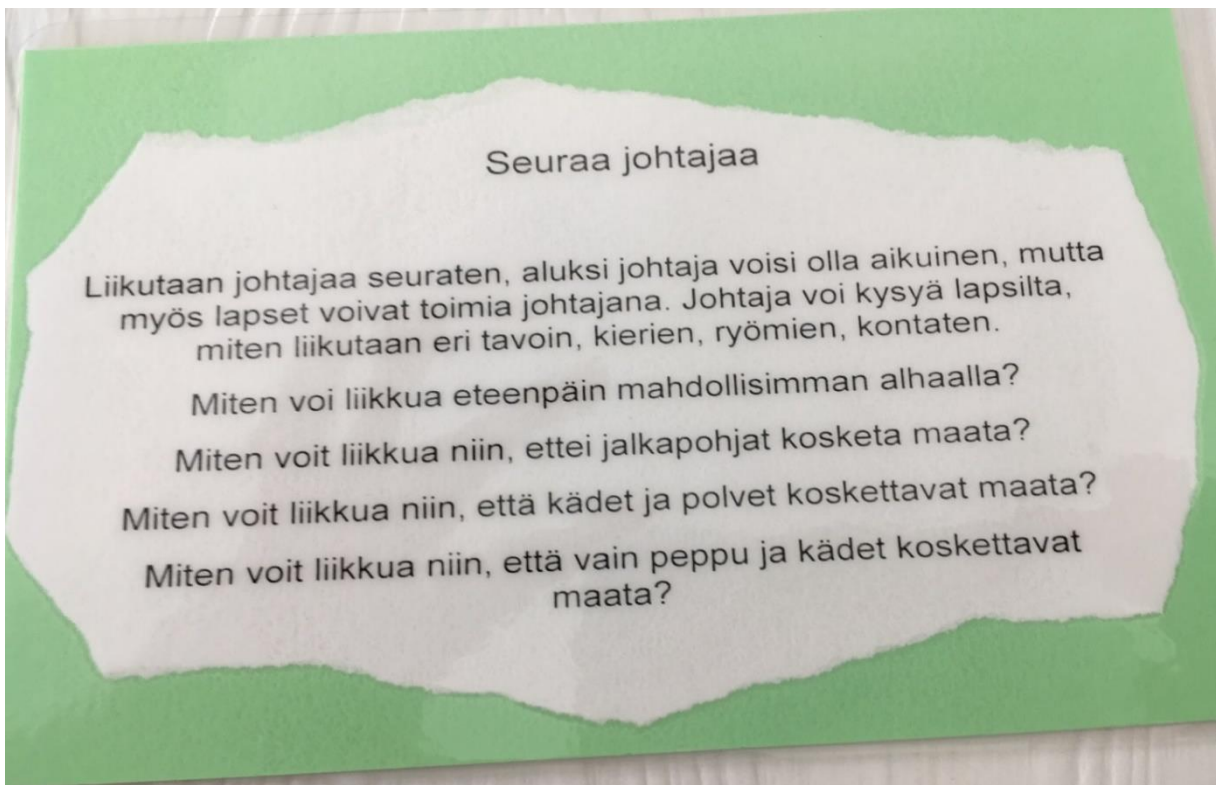 Seuraa johtajaa
Liikutaan johtajaa seuraten, aluksi johtaja voisi olla aikuinen, mutta
myös lapset voivat toimia johtajana. Johtaja voi kysyä lapsilta,
miten liikutaan eri tavoin, kierien, ryömien, kontaten.
Miten voi liikkua eteenpäin mahdollisimman alhaalla?
Miten voit liikkua niin, ettei jalkapohjat kosketa maata?
Miten voit liikkua niin, että kädet ja polvet koskettavat maata?
Miten voit liikkua niin, että vain peppu ja kädet koskettavat
maata?